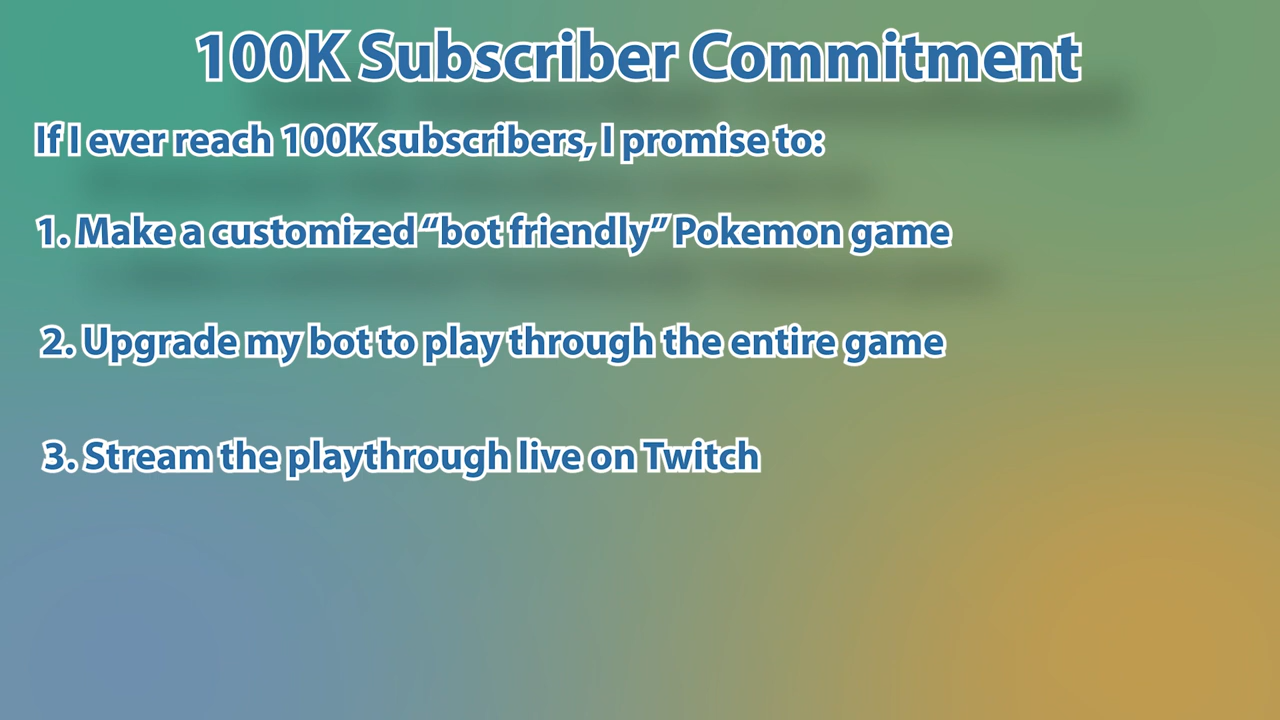 100K Subscriber Commitment
If I ever reach 100K subscribers, I promise to:
1. Make a customized “bot friendly” Pokemon game
2. Upgrade my bot to play through the entire game
3. Stream the playthrough live on Twitch